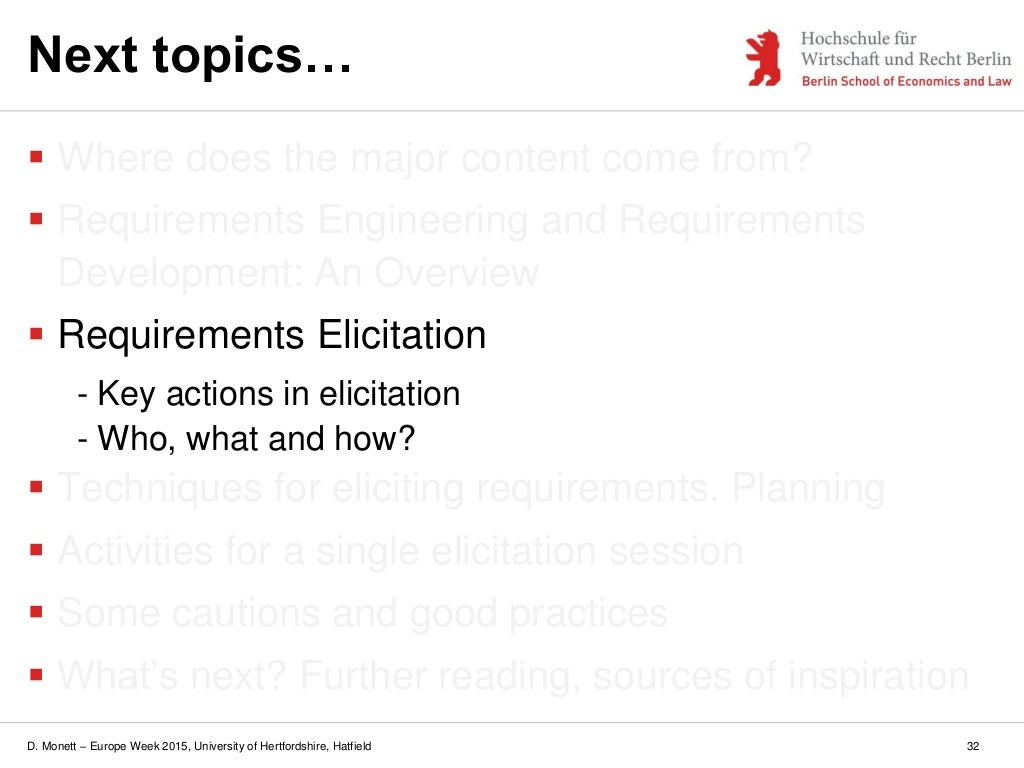 Next topics…
Hochschule für
Wirtschaft und Recht Berlin
Berlin School of Economics and Law
▪ Where does the major content come from?
▪ Requirements Engineering and Requirements
Development: An Overview
▪ Requirements Elicitation
- Key actions in elicitation
- Who, what and how?
▪ Techniques for eliciting requirements. Planning
▪ Activities for a single elicitation session
▪ Some cautions and good practices
▪ What’s next? Further reading, sources of inspiration
D. Monett – Europe Week 2015, University of Hertfordshire, Hatfield
32